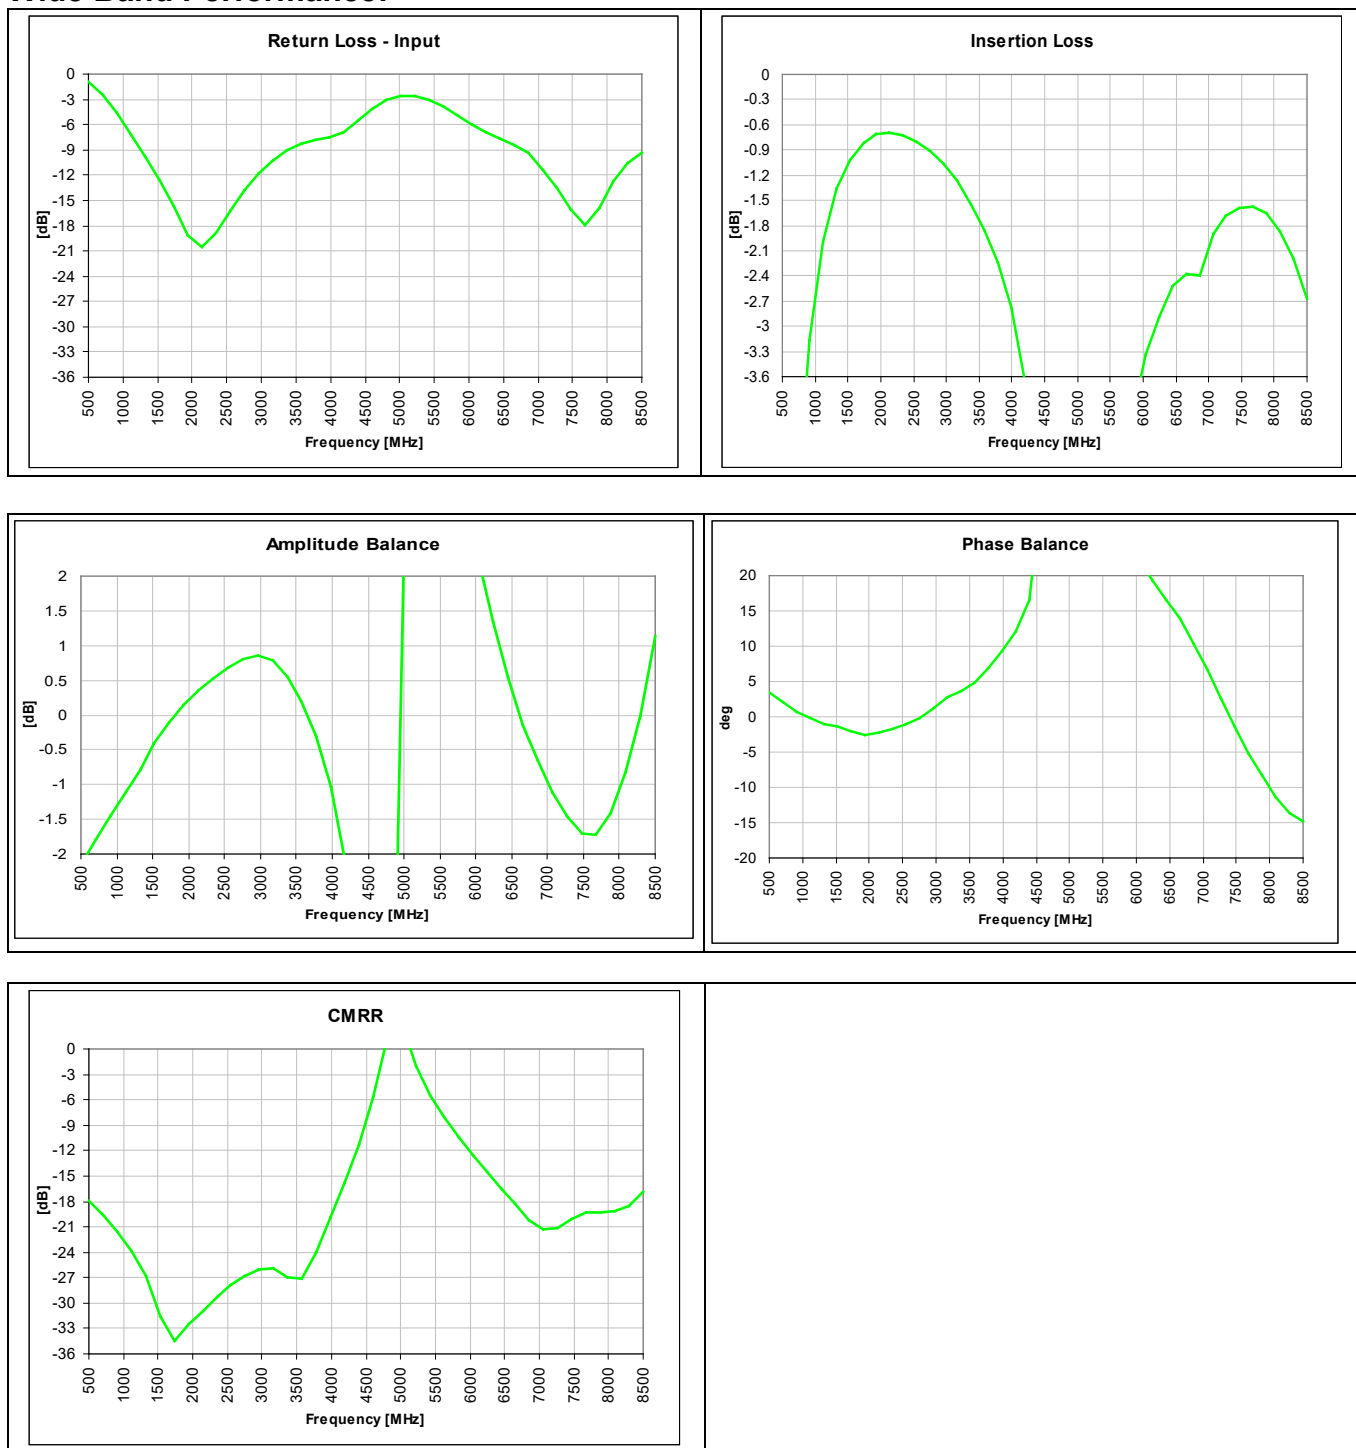 Wide Band Performance:
Return Loss - Input
0
-3
-6
-9
-12
-15
-18
-21
-24
-27
-30
-33
-36
[dB]
500 1000 1500 2000 2500 3000 3500 4000 4500 5000 5500 6000 6500 7000 7500 8000 8500
Frequency [MHz]
Insertion Loss
0
-0.3
-0.6
-0.9
-1.2
-1.5
-1.8
-2.1
-2.4
-2.7
-3
-3.3
-3.6
[dB]
500 1000 1500 2000 2500 3000 3500 4000 4500 5000 5500 6000 6500 7000 7500 8000 8500
Frequency [MHz]
Amplitude Balance
2
1.5
1
0.5
0
-0.5
-1
-1.5
-2
[dB]
500 1000 1500 2000 2500 3000 3500 4000 4500 5000 5500 6000 6500 7000 7500 8000 8500
Frequency [MHz]
Phase Balance
20
15
10
5
0
-5
-10
-15
-20
deg
500 1000 1500 2000 2500 3000 3500 4000 4500 5000 5500 6000 6500 7000 7500 8000 8500
Frequency [MHz]
CMRR
0
-3
-6
-9
-12
-15
-18
-21
-24
-27
-30
-33
-36
[dB]
500 1000 1500 2000 2500 3000 3500 4000 4500 5000 5500 6000 6500 7000 7500 8000 8500
Frequency [MHz]